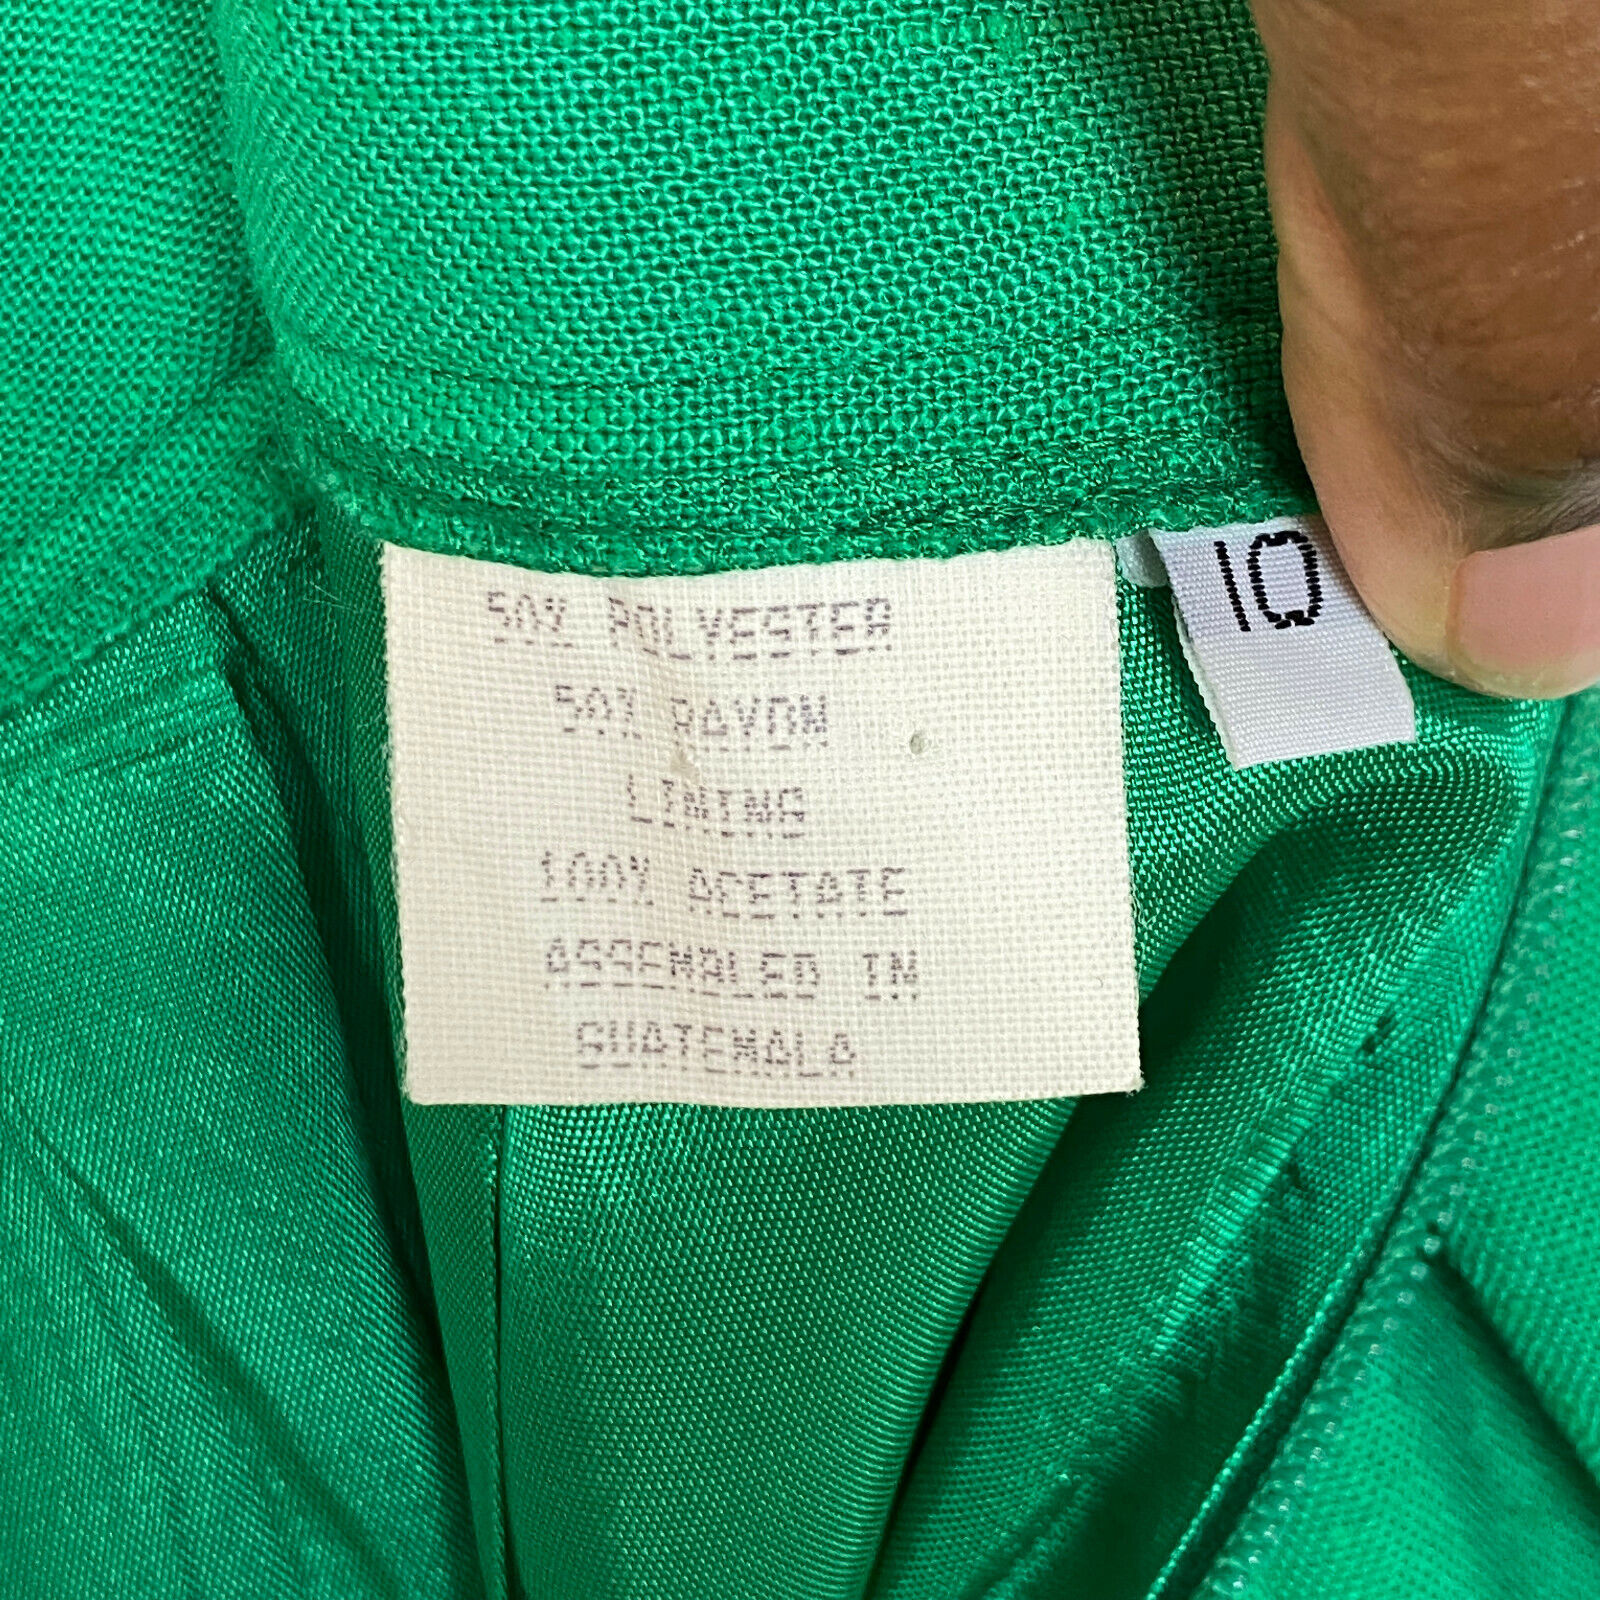 50% POLYESTER
50% RAYON
LINING
100% ACETATE
ASSEMBLED IN
GUATEMALA
10